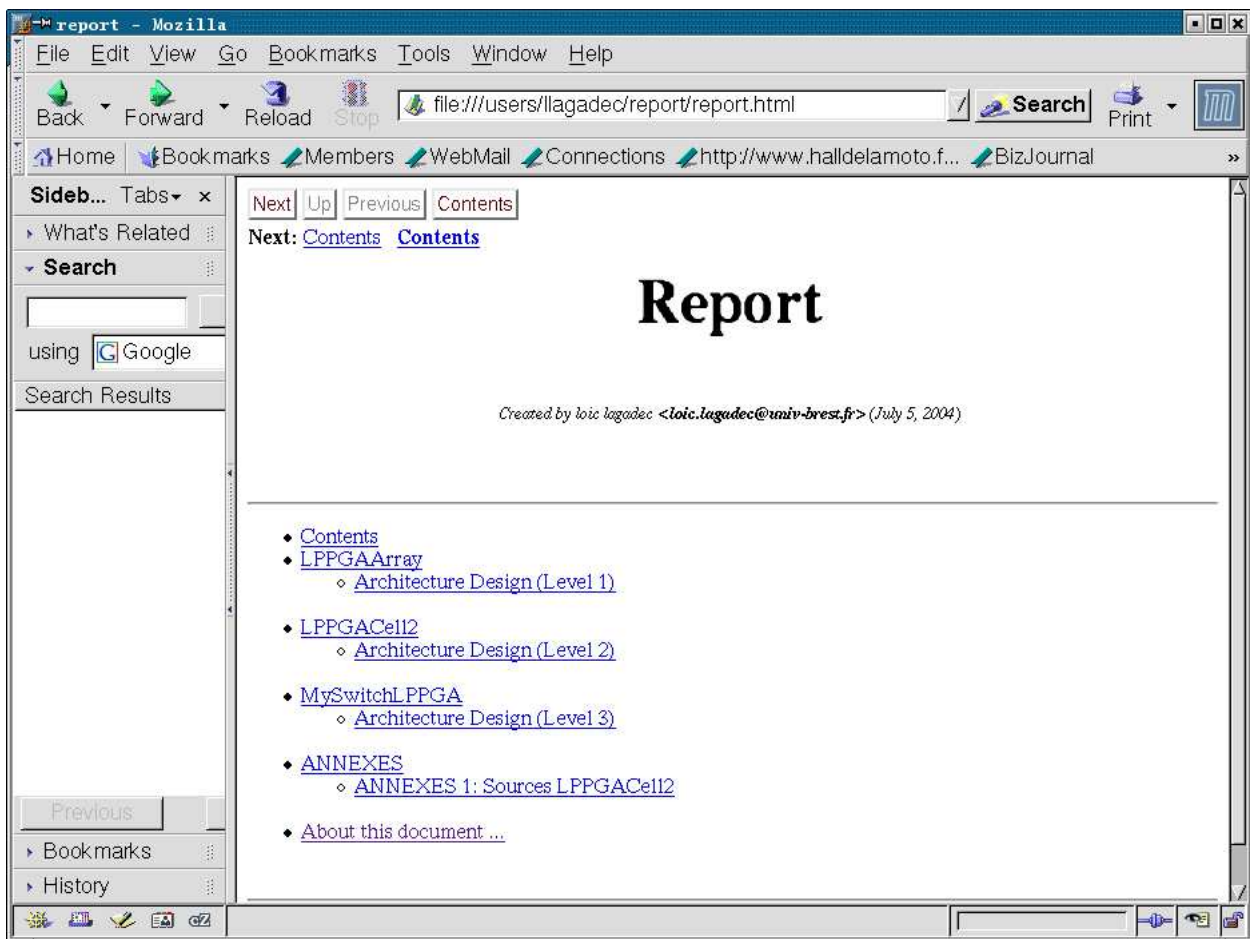 report - Mozilla
File Edit View Go Bookmarks Tools Window Help
Back Forward Reload Stop file:///users/llagadec/report/report.html Search Print
Home Bookmarks Members WebMail Connections http://www.halldelamoto.f... BizJournal »
Sideb... Tabs x
What's Related
Search
using Google
Search Results
Previous
Bookmarks
History
Next Up Previous Contents
Next: Contents Contents
Report
Created by loic lagadec <loic.lagadec@univ-brest.fr> (July 5, 2004)
Contents
LPPGAArray
Architecture Design (Level 1)
LPPGACell2
Architecture Design (Level 2)
MySwitchLPPGA
Architecture Design (Level 3)
ANNEXES
ANNEXES 1: Sources LPPGACell2
About this document ...